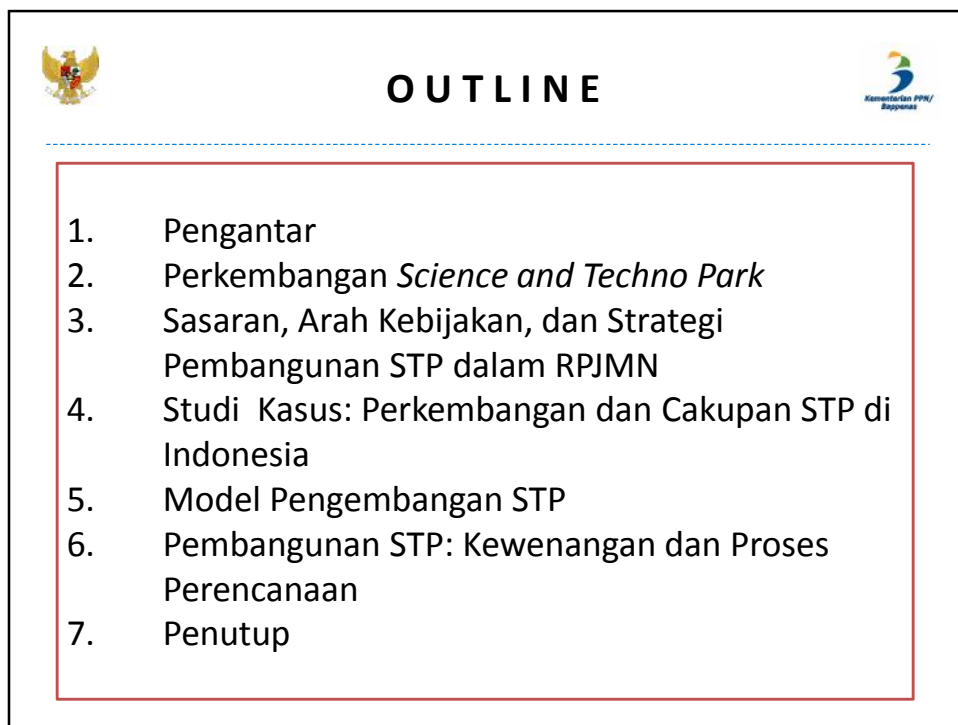 O U T L I N E
Kementerian PPN/
Bappenas
1. Pengantar
2. Perkembangan Science and Techno Park
3. Sasaran, Arah Kebijakan, dan Strategi
Pembangunan STP dalam RPJMN
4. Studi Kasus: Perkembangan dan Cakupan STP di
Indonesia
5. Model Pengembangan STP
6. Pembangunan STP: Kewenangan dan Proses
Perencanaan
7. Penutup